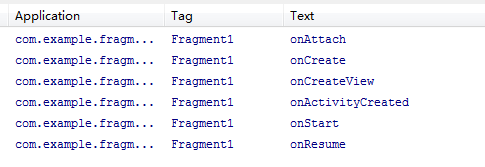 Application Tag Text
com.example.fragm... Fragment1 onAttach
com.example.fragm... Fragment1 onCreate
com.example.fragm... Fragment1 onCreateView
com.example.fragm... Fragment1 onActivityCreated
com.example.fragm... Fragment1 onStart
com.example.fragm... Fragment1 onResume